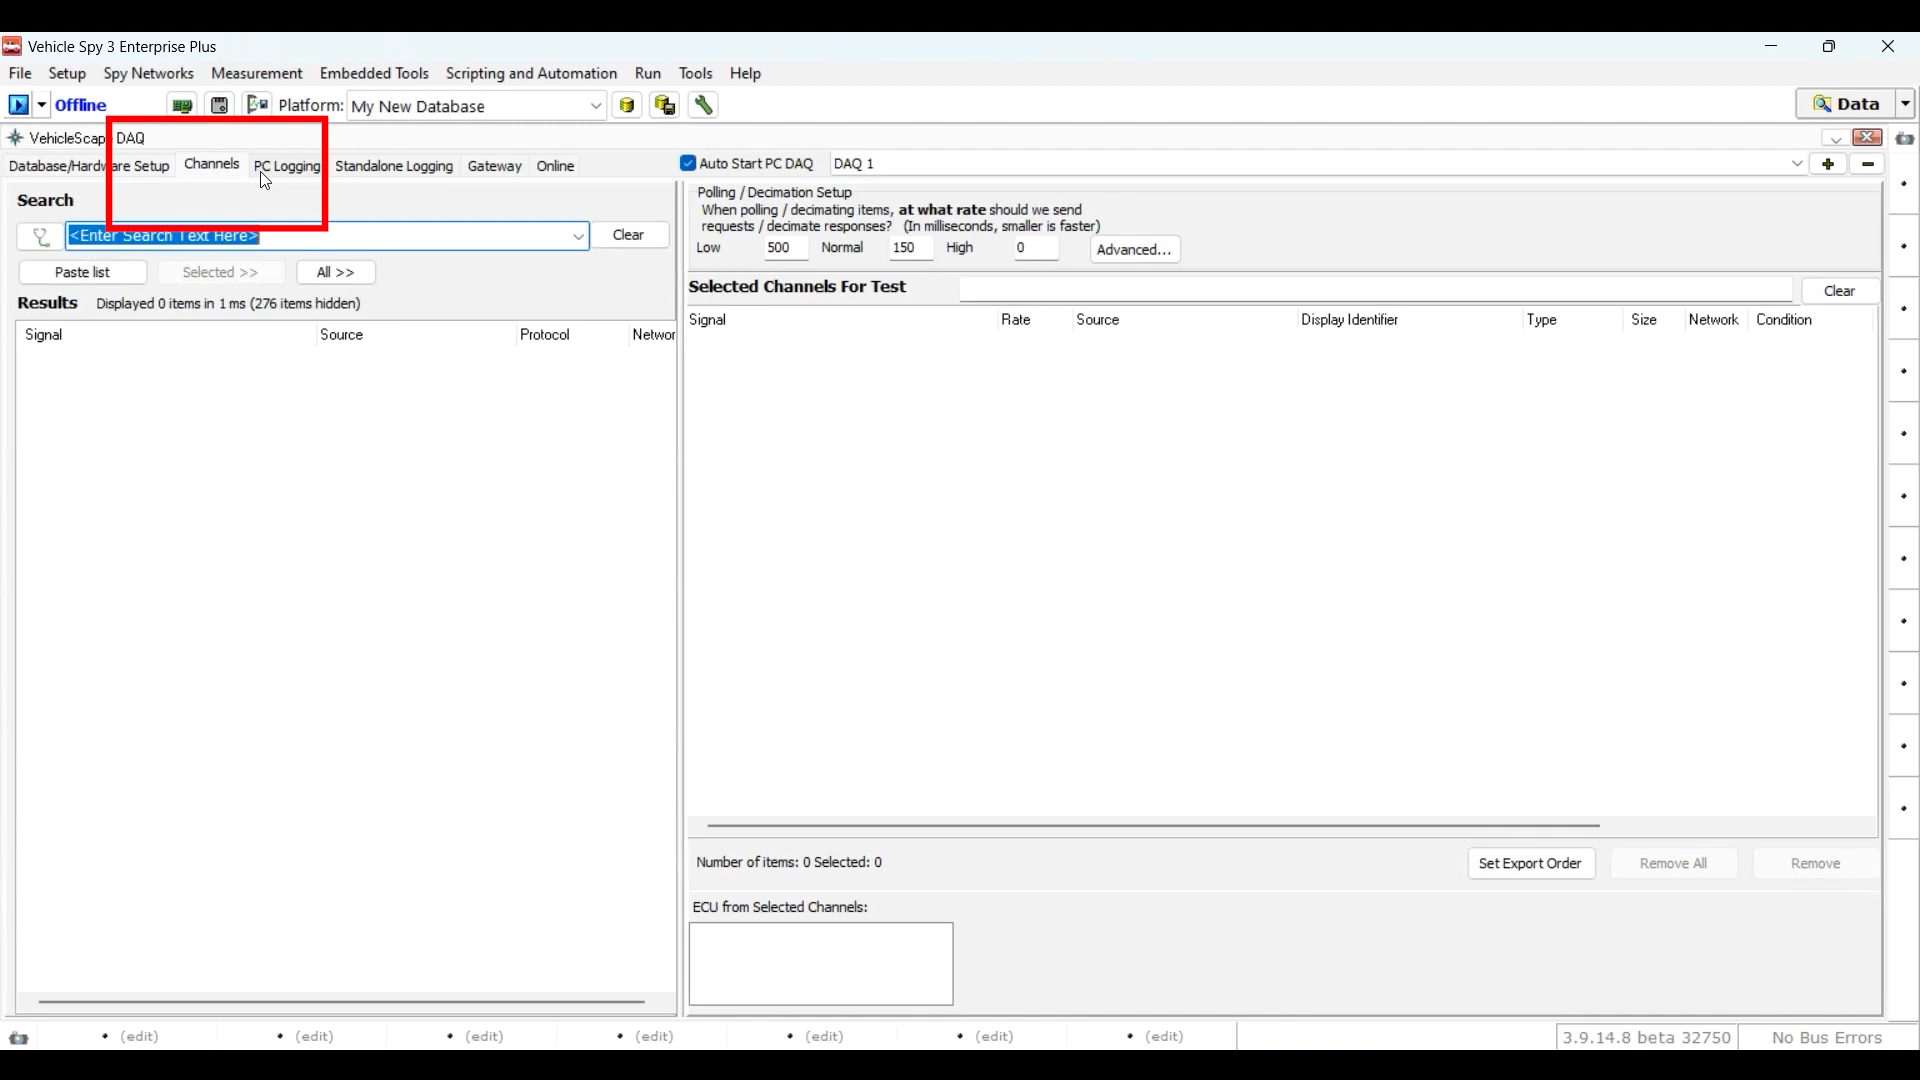 Vehicle Spy 3 Enterprise Plus
File Setup Spy Networks Measurement Embedded Tools Scripting and Automation Run Tools Help
Offline Platform: My New Database Data
VehicleScap DAQ
Database/Hardware Setup Channels PC Logging Standalone Logging Gateway Online Auto Start PC DAQ DAQ 1
Search
<Enter Search Text Here> Clear
Paste list Selected >> All >>
Results Displayed 0 items in 1 ms (276 items hidden)
Signal Source Protocol Networ
Polling / Decimation Setup
When polling / decimating items, at what rate should we send
requests / decimate responses? (In milliseconds, smaller is faster)
Low 500 Normal 150 High 0 Advanced...
Selected Channels For Test Clear
Signal Rate Source Display Identifier Type Size Network Condition
Number of items: 0 Selected: 0 Set Export Order Remove All Remove
ECU from Selected Channels:
(edit) (edit) (edit) (edit) (edit) (edit) (edit) 3.9.14.8 beta 32750 No Bus Errors